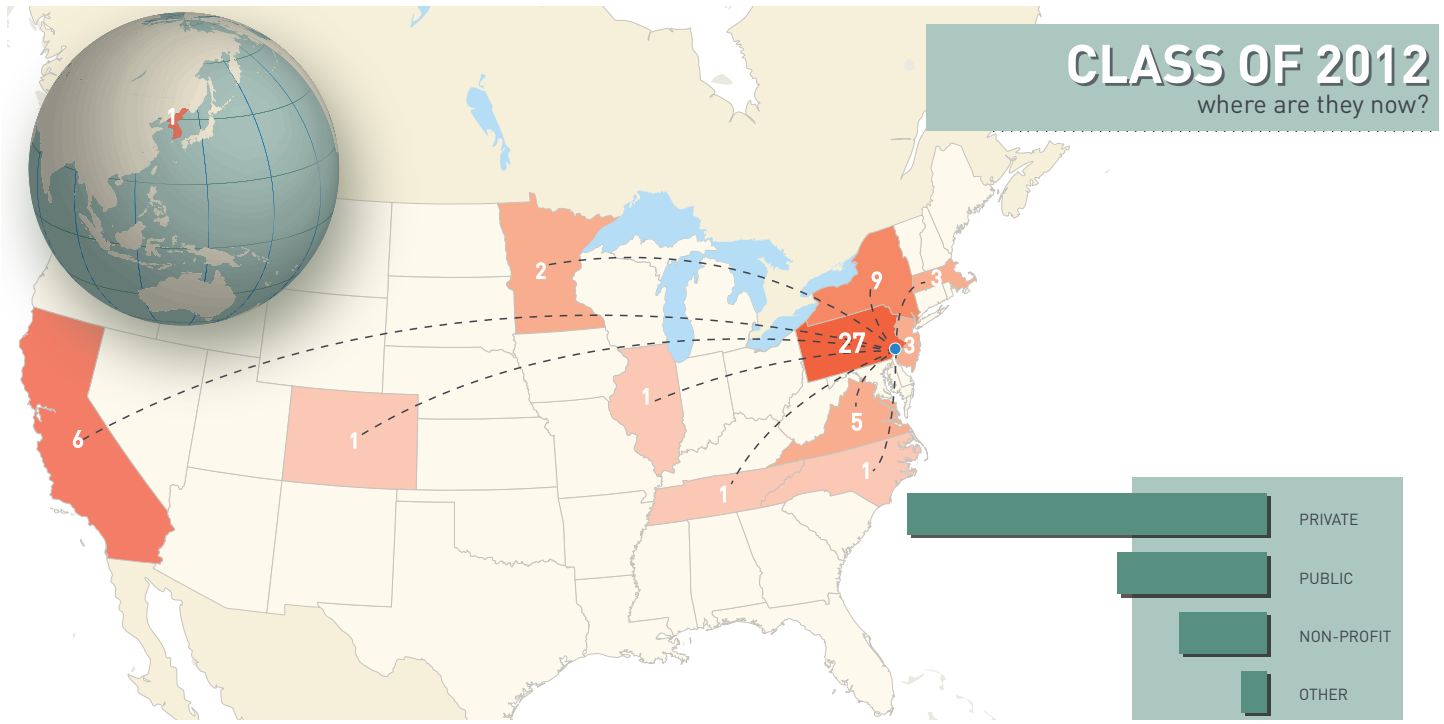 CLASS OF 2012
where are they now?
1
2
9
3
27
3
6
1
1
5
1
1
PRIVATE
PUBLIC
NON-PROFIT
OTHER